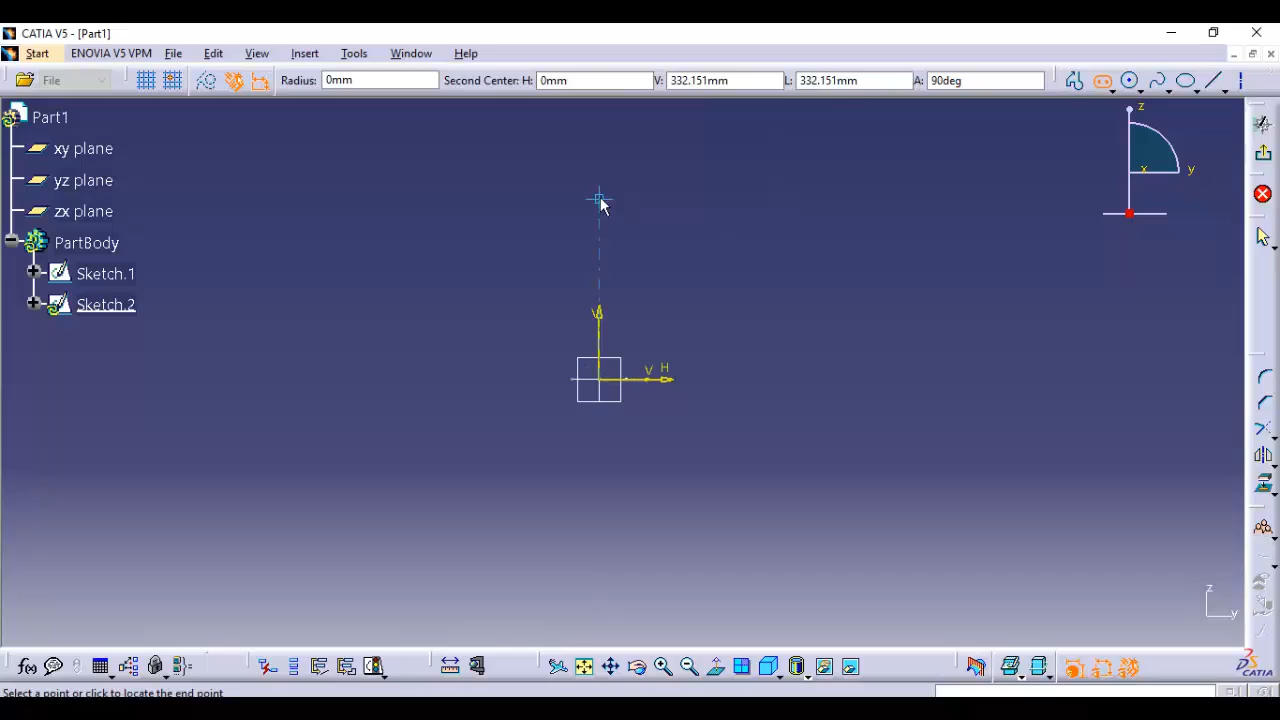 CATIA V5 - [Part1]
Start ENOVIA V5 VPM File Edit View Insert Tools Window Help
File Radius: 0mm Second Center: H: 0mm V: 332.151mm L: 332.151mm A: 90deg
Part1
xy plane
yz plane
zx plane
PartBody
Sketch.1
Sketch.2
z
x y
V
V H
z
y
f(x)
DS CATIA
Select a point or click to locate the end point